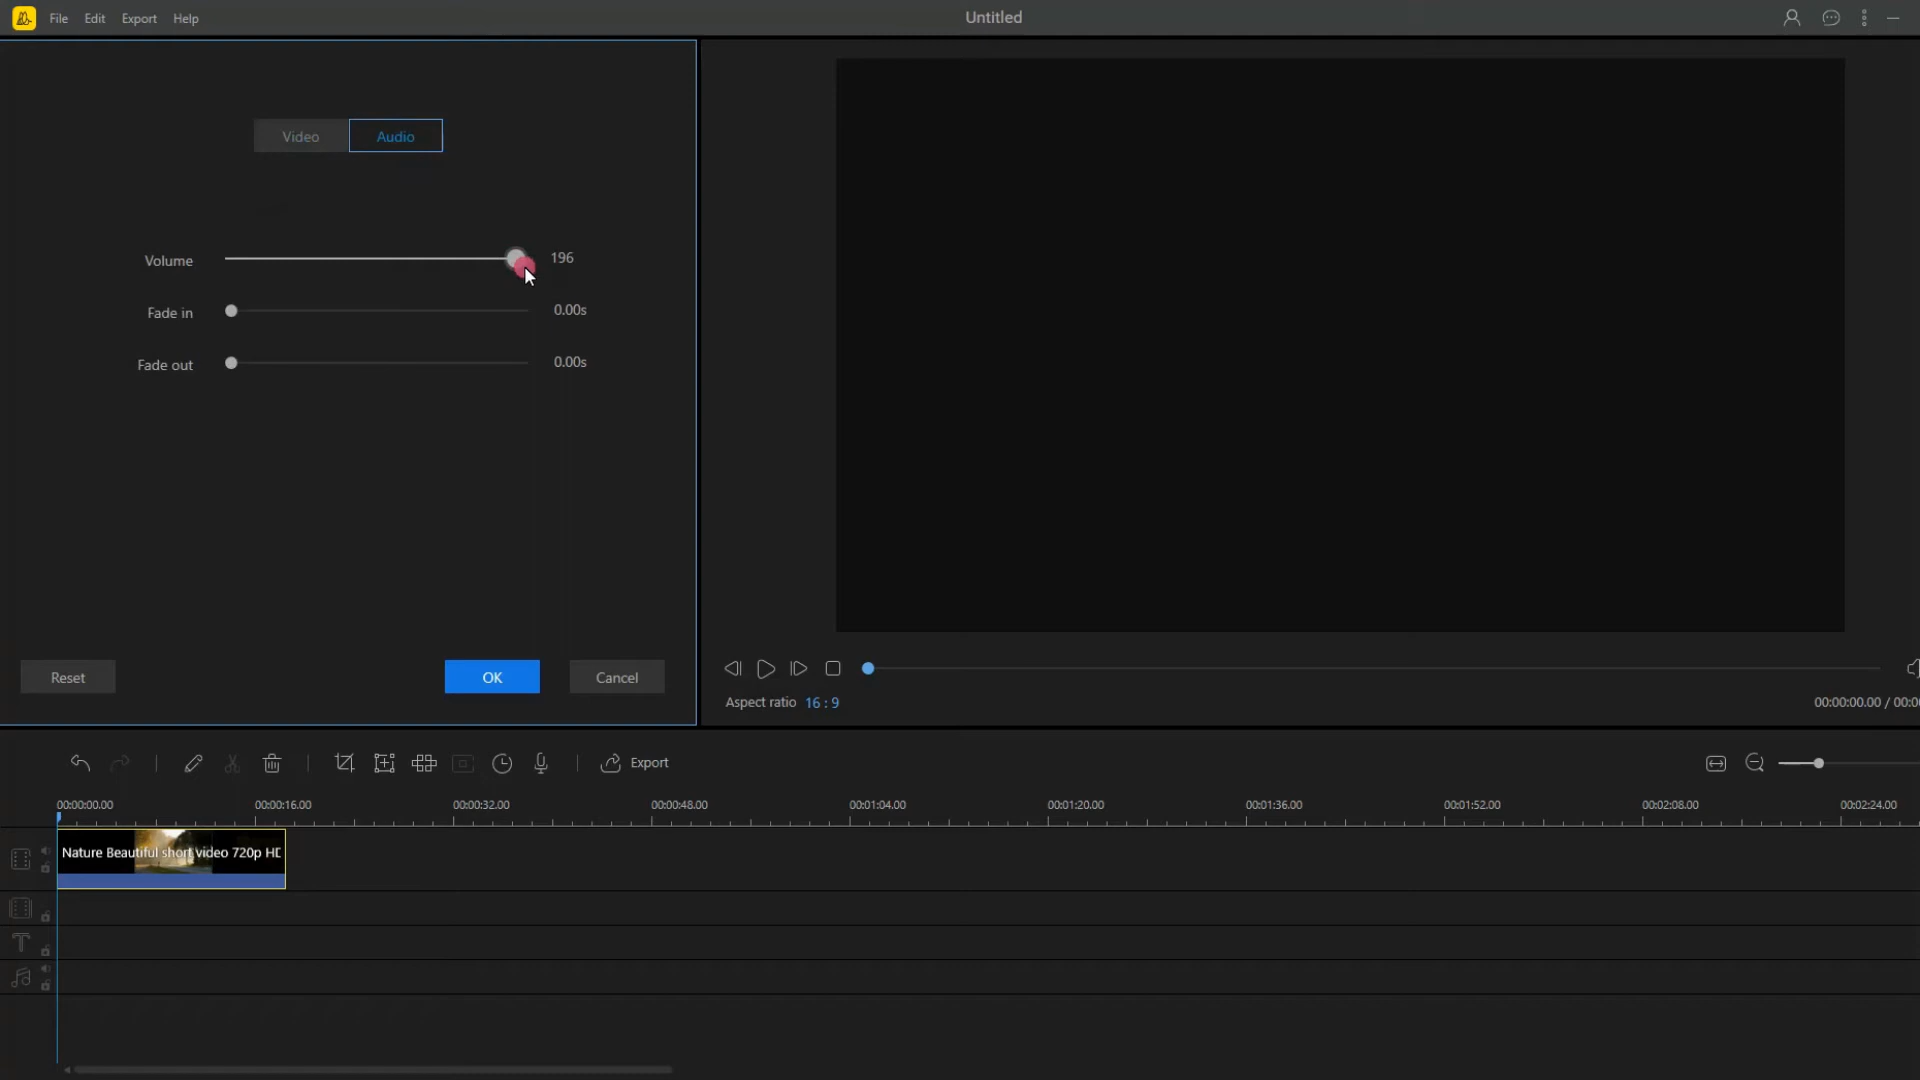 File Edit Export Help Untitled
Video Audio
Volume 196
Fade in 0.00s
Fade out 0.00s
Reset OK Cancel
Aspect ratio 16 : 9 00:00:00.00 / 00:00
Export
00:00:00.00 00:00:16.00 00:00:32.00 00:00:48.00 00:01:04.00 00:01:20.00 00:01:36.00 00:01:52.00 00:02:08.00 00:02:24.00
Nature Beautiful short video 720p HD